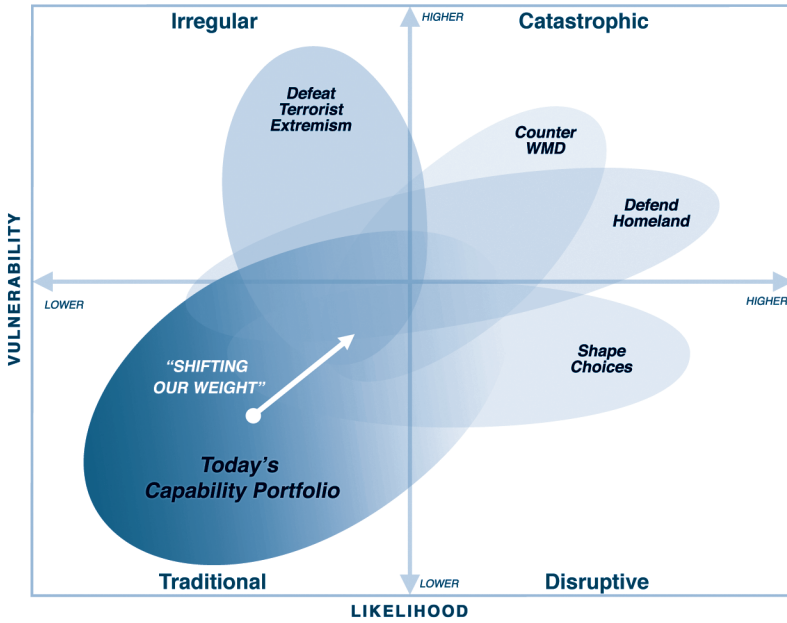 Irregular
HIGHER
Catastrophic
Defeat
Terrorist
Extremism
Counter
WMD
Defend
Homeland
VULNERABILITY
LOWER
HIGHER
“SHIFTING
OUR WEIGHT”
Shape
Choices
Today’s
Capability Portfolio
Traditional
LOWER
Disruptive
LIKELIHOOD